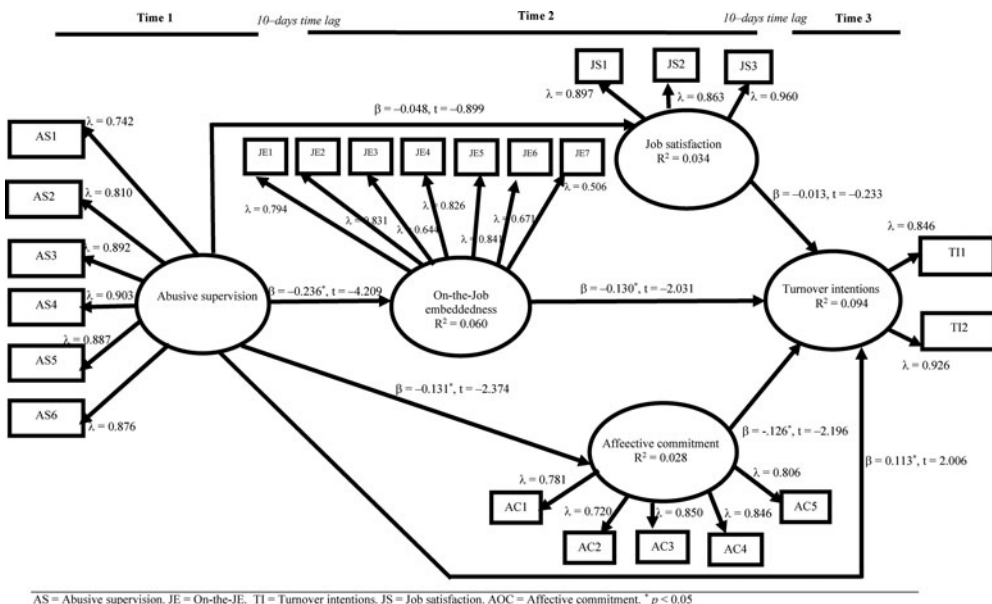 Time 1
10–days time lag
Time 2
10–days time lag
Time 3
JS1
JS2
JS3
λ = 0.897
λ = 0.863
λ = 0.960
β = –0.048, t = –0.899
Job satisfaction
R² = 0.034
AS1
λ = 0.742
AS2
λ = 0.810
AS3
λ = 0.892
AS4
λ = 0.903
AS5
λ = 0.887
AS6
λ = 0.876
Abusive supervision
JE1
JE2
JE3
JE4
JE5
JE6
JE7
λ = 0.794
λ = 0.831
λ = 0.644
λ = 0.826
λ = 0.841
λ = 0.671
λ = 0.506
β = –0.236*, t = –4.209
On-the-Job
embeddedness
R² = 0.060
β = –0.013, t = –0.233
β = –0.130*, t = –2.031
Turnover intentions
R² = 0.094
λ = 0.846
TI1
TI2
λ = 0.926
β = –0.131*, t = –2.374
Affeective commitment
R² = 0.028
β = -.126*, t = –2.196
β = 0.113*, t = 2.006
λ = 0.781
λ = 0.720
λ = 0.850
λ = 0.846
λ = 0.806
AC1
AC2
AC3
AC4
AC5
AS = Abusive supervision. JE = On-the-JE. TI = Turnover intentions. JS = Job satisfaction. AOC = Affective commitment. * p < 0.05